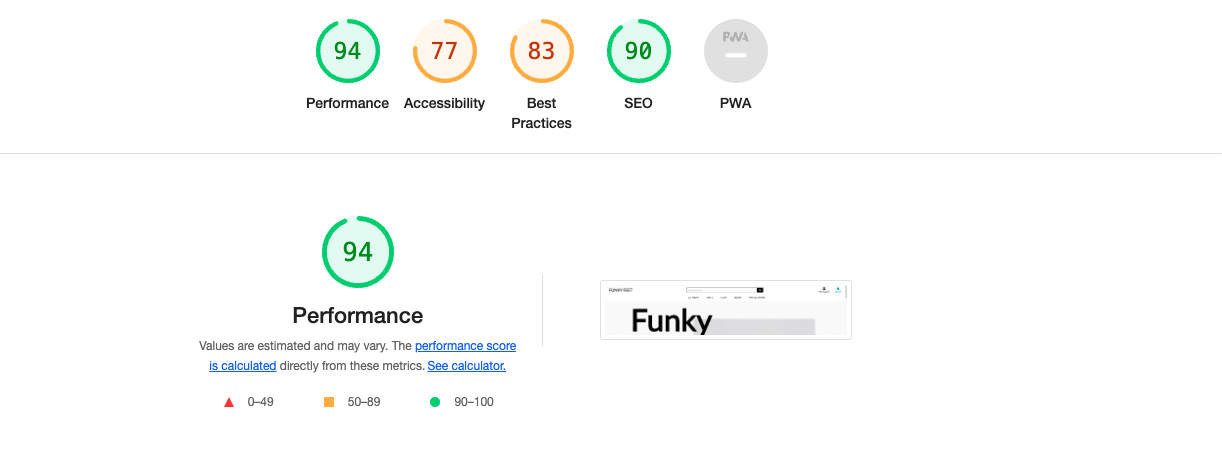 94
77
83
90
PWA
Performance
Accessibility
Best
Practices
SEO
PWA
94
Performance
Values are estimated and may vary. The performance score
is calculated directly from these metrics. See calculator.
0–49
50–89
90–100
FUNKY FEET
Funky